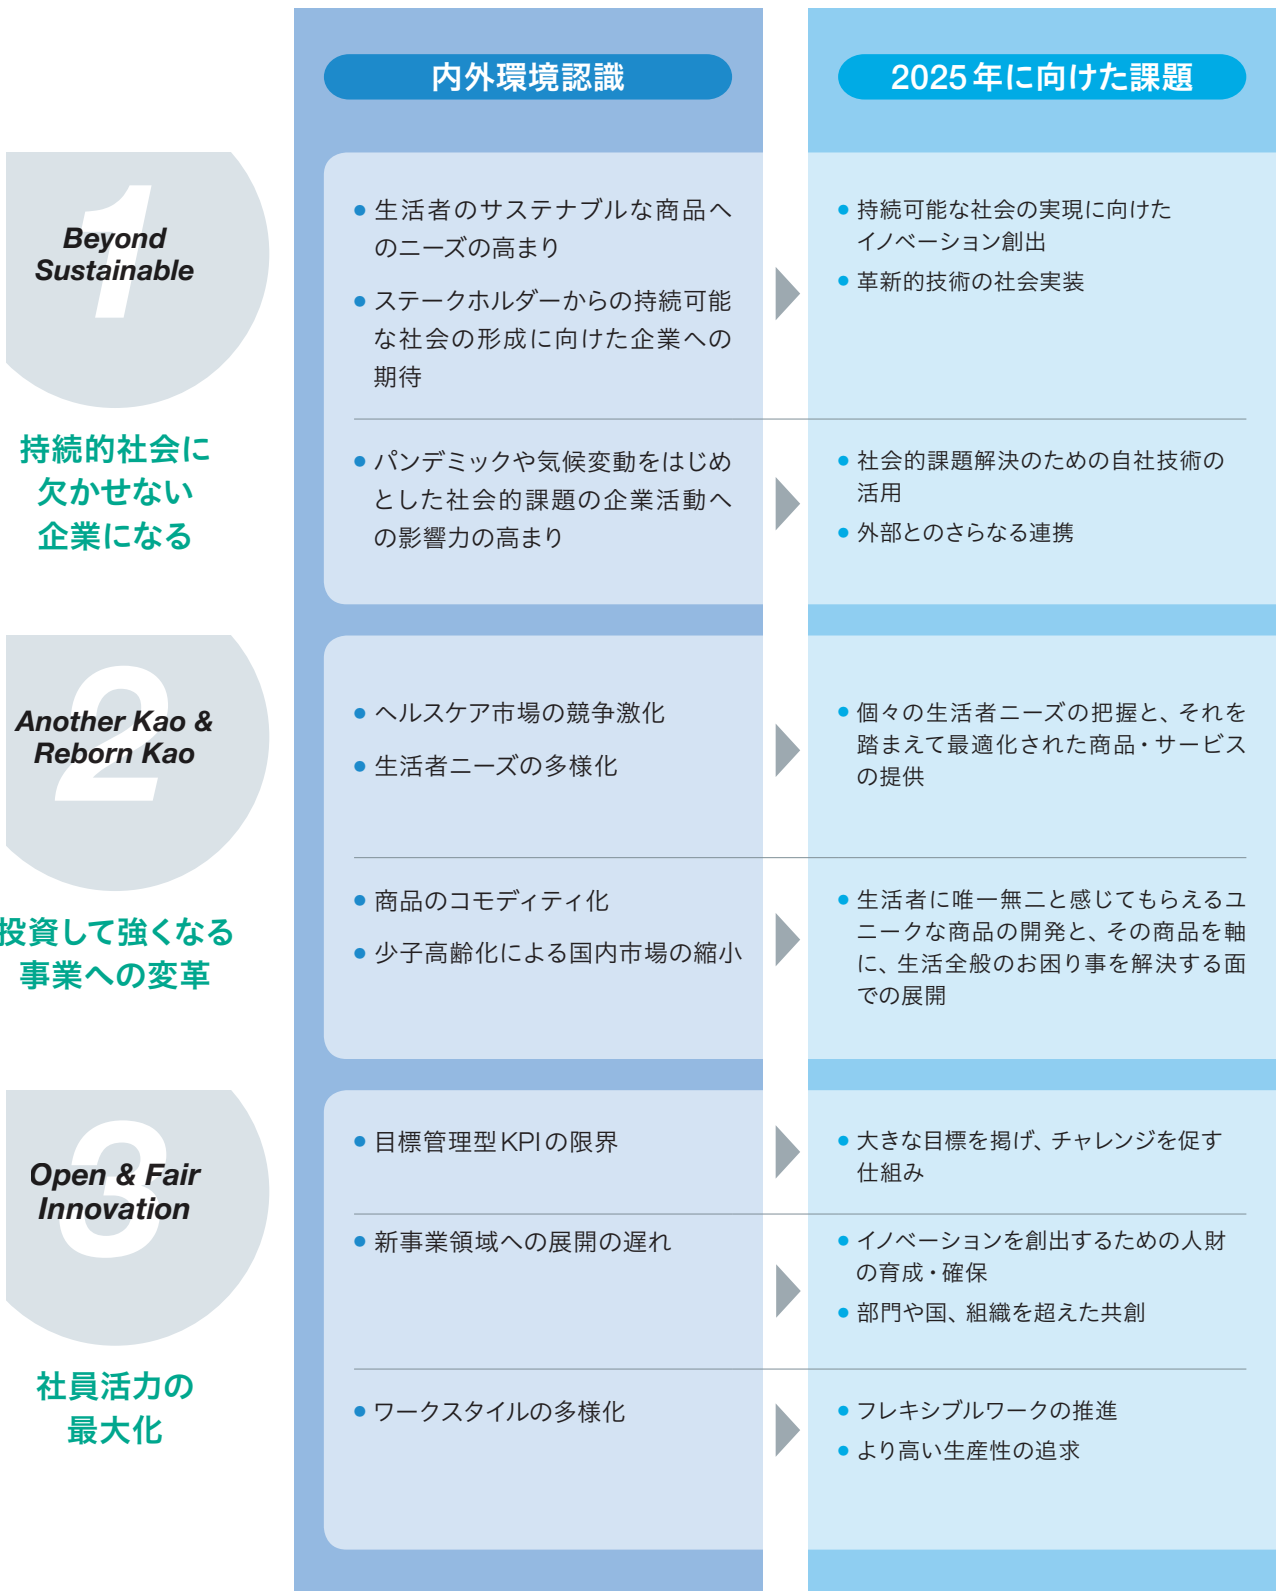 内外環境認識
2025年に向けた課題
1
Beyond
Sustainable
持続的社会に
欠かせない
企業になる
● 生活者のサステナブルな商品へ
のニーズの高まり
● ステークホルダーからの持続可能
な社会の形成に向けた企業への
期待
● 持続可能な社会の実現に向けた
イノベーション創出
● 革新的技術の社会実装
● パンデミックや気候変動をはじめ
とした社会的課題の企業活動へ
の影響力の高まり
● 社会的課題解決のための自社技術の
活用
● 外部とのさらなる連携
2
Another Kao &
Reborn Kao
投資して強くなる
事業への変革
● ヘルスケア市場の競争激化
● 生活者ニーズの多様化
● 個々の生活者ニーズの把握と、それを
踏まえて最適化された商品・サービス
の提供
● 商品のコモディティ化
● 少子高齢化による国内市場の縮小
● 生活者に唯一無二と感じてもらえるユ
ニークな商品の開発と、その商品を軸
に、生活全般のお困り事を解決する面
での展開
3
Open & Fair
Innovation
社員活力の
最大化
● 目標管理型KPIの限界
● 大きな目標を掲げ、チャレンジを促す
仕組み
● 新事業領域への展開の遅れ
● イノベーションを創出するための人財
の育成・確保
● 部門や国、組織を超えた共創
● ワークスタイルの多様化
● フレキシブルワークの推進
● より高い生産性の追求